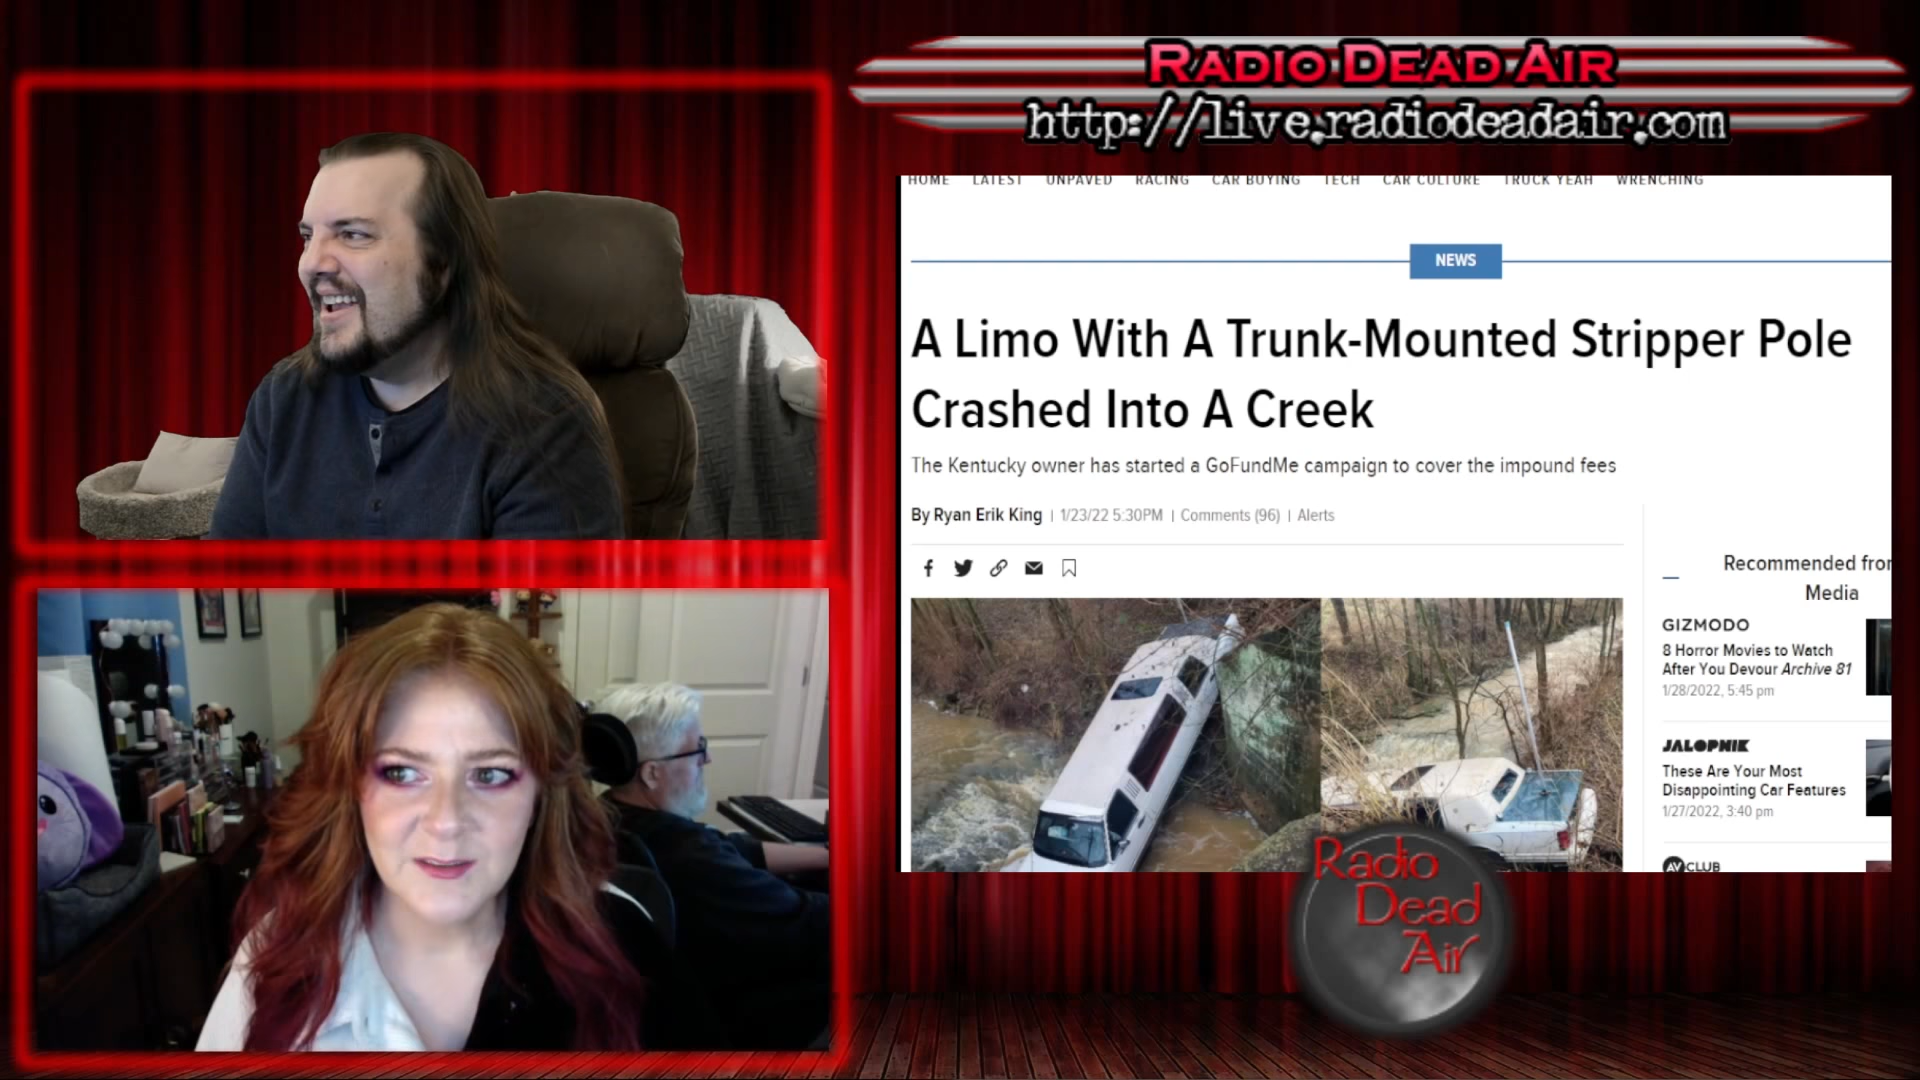 Radio Dead Air
http://live.radiodeadair.com
HOME LATEST UNPAVED RACING CAR BUYING TECH CAR CULTURE TRUCK YEAH WRENCHING
NEWS
A Limo With A Trunk-Mounted Stripper Pole
Crashed Into A Creek
The Kentucky owner has started a GoFundMe campaign to cover the impound fees
By Ryan Erik King | 1/23/22 5:30PM | Comments (96) | Alerts
Recommended from
Media
GIZMODO
8 Horror Movies to Watch
After You Devour Archive 81
1/28/2022, 5:45 pm
JALOPNIK
These Are Your Most
Disappointing Car Features
1/27/2022, 3:40 pm
AV CLUB
Radio
Dead
Air